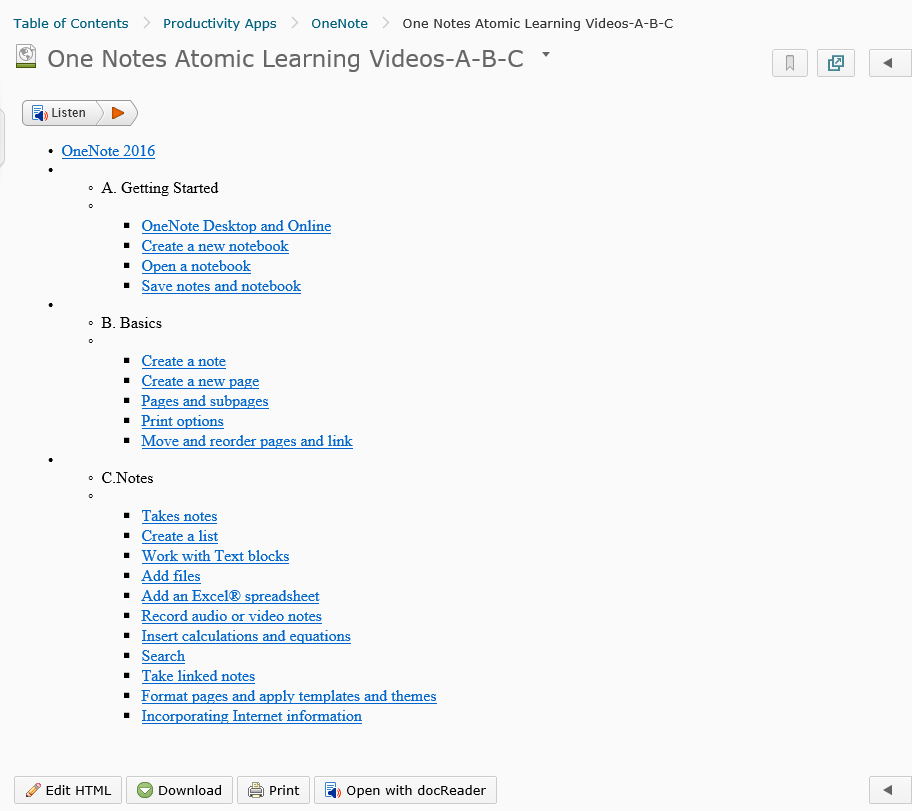 Table of Contents Productivity Apps OneNote One Notes Atomic Learning Videos-A-B-C
One Notes Atomic Learning Videos-A-B-C
Listen
OneNote 2016
A. Getting Started
OneNote Desktop and Online
Create a new notebook
Open a notebook
Save notes and notebook
B. Basics
Create a note
Create a new page
Pages and subpages
Print options
Move and reorder pages and link
C.Notes
Takes notes
Create a list
Work with Text blocks
Add files
Add an Excel® spreadsheet
Record audio or video notes
Insert calculations and equations
Search
Take linked notes
Format pages and apply templates and themes
Incorporating Internet information
Edit HTML Download Print Open with docReader